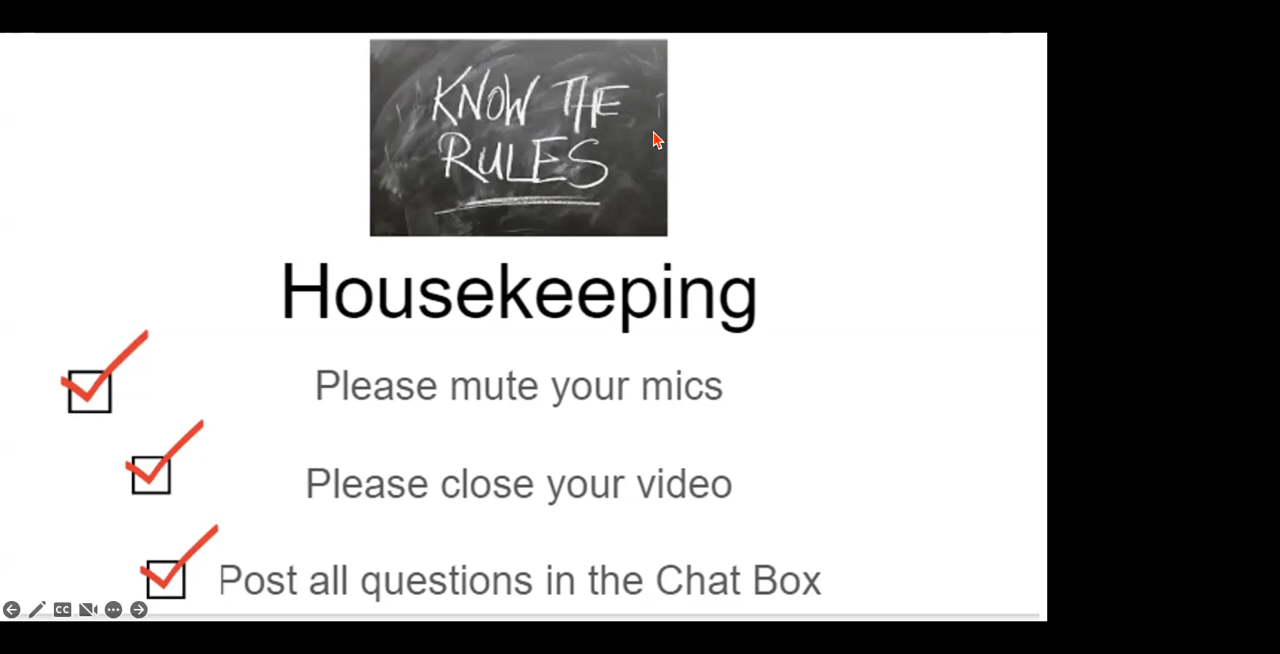 KNOW THE
RULES
Housekeeping
Please mute your mics
Please close your video
Post all questions in the Chat Box
CC